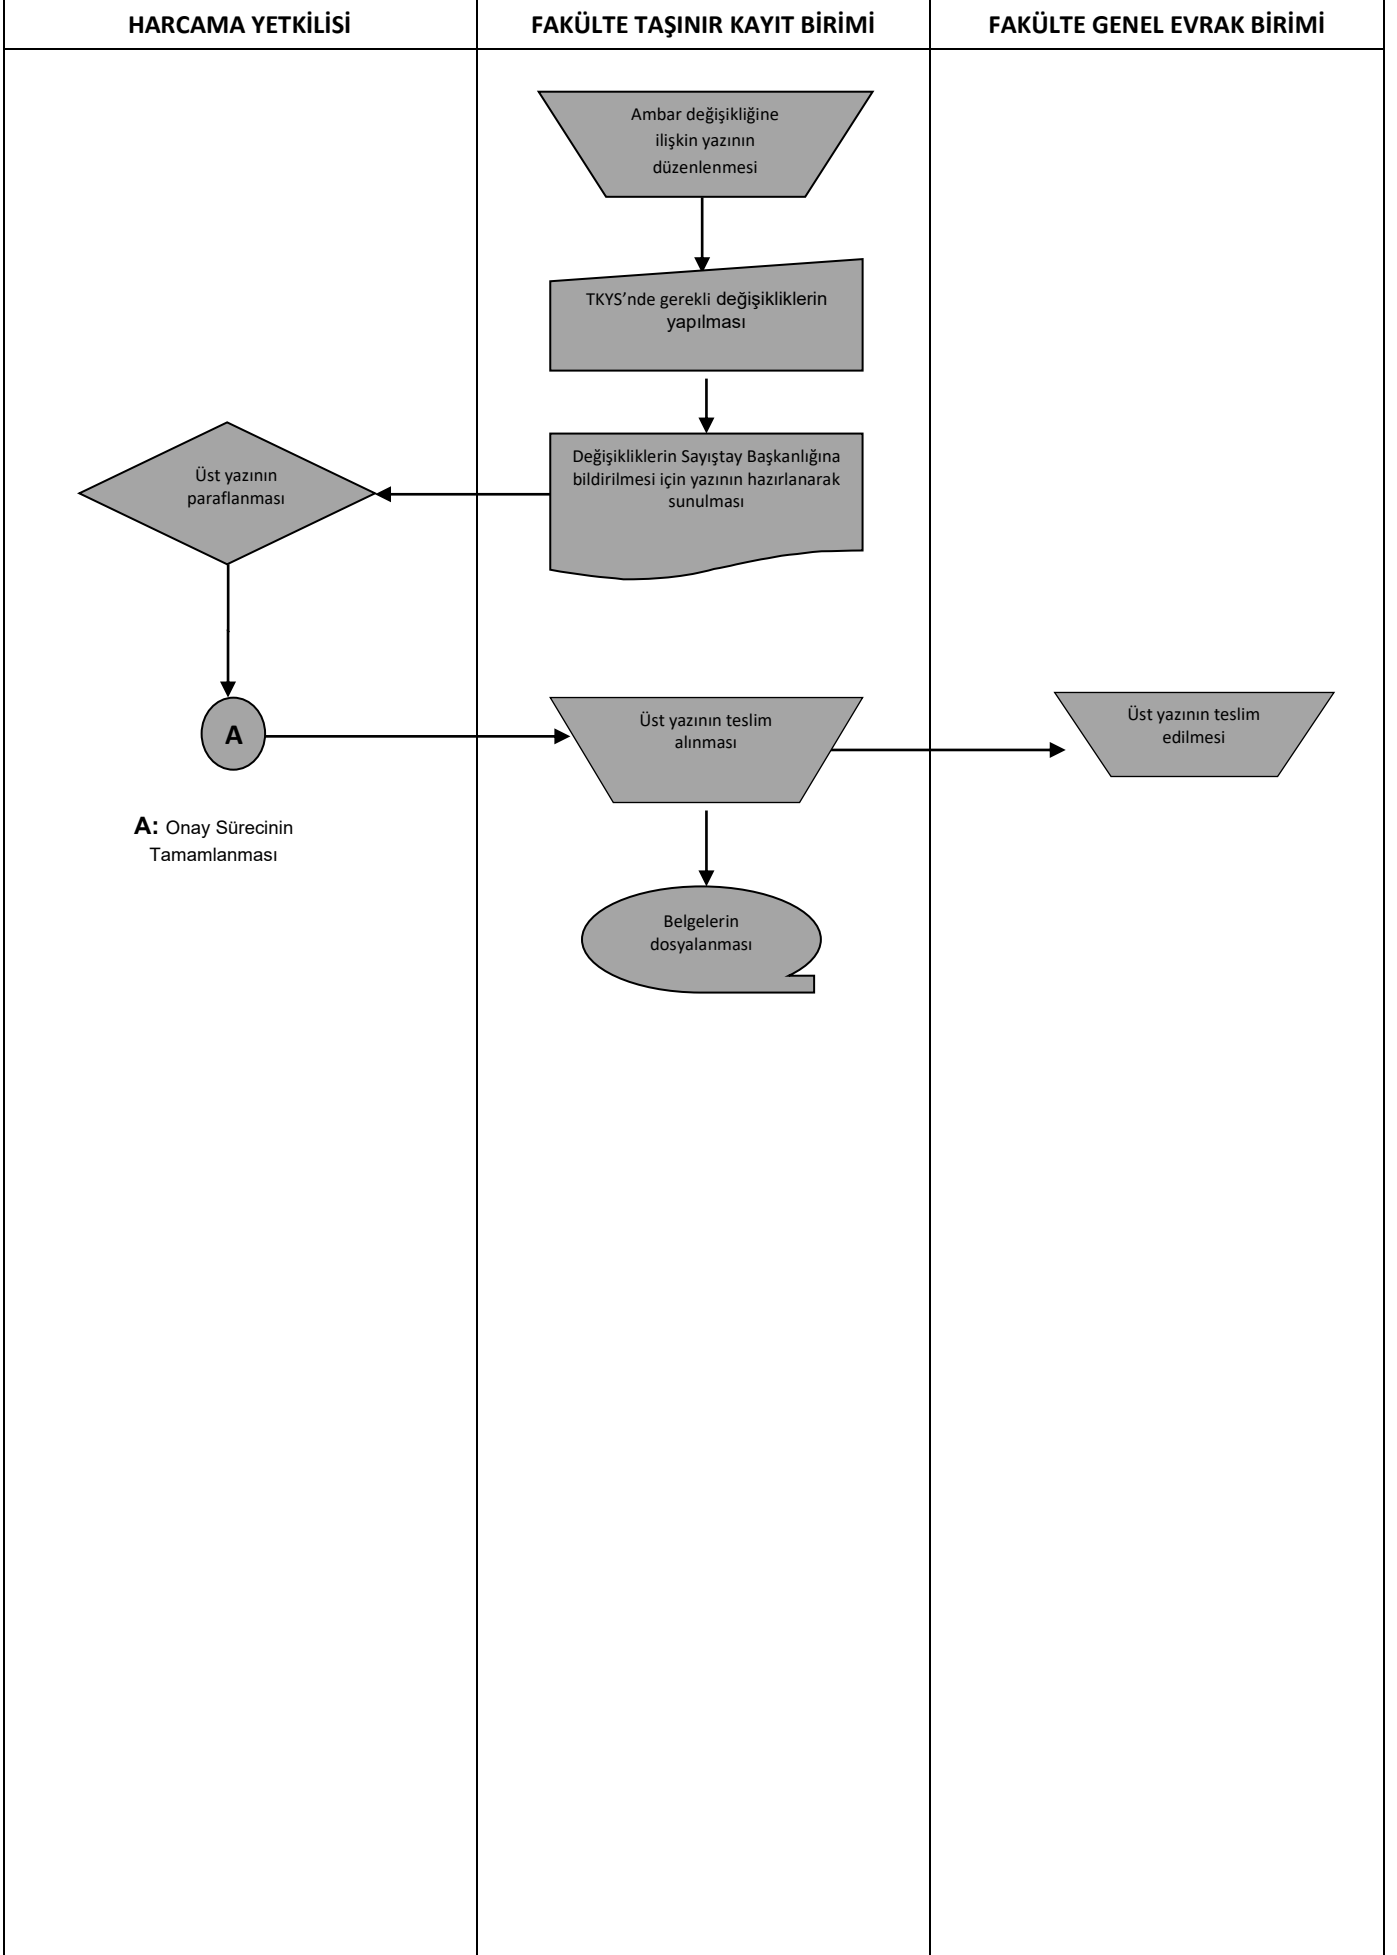 HARCAMA YETKİLİSİ
FAKÜLTE TAŞINIR KAYIT BİRİMİ
FAKÜLTE GENEL EVRAK BİRİMİ
Ambar değişikliğine
ilişkin yazının
düzenlenmesi
TKYS’nde gerekli değişikliklerin
yapılması
Değişikliklerin Sayıştay Başkanlığına
bildirilmesi için yazının hazırlanarak
sunulması
Üst yazının
paraflanması
A
Üst yazının teslim
alınması
Üst yazının teslim
edilmesi
A: Onay Sürecinin
Tamamlanması
Belgelerin
dosyalanması